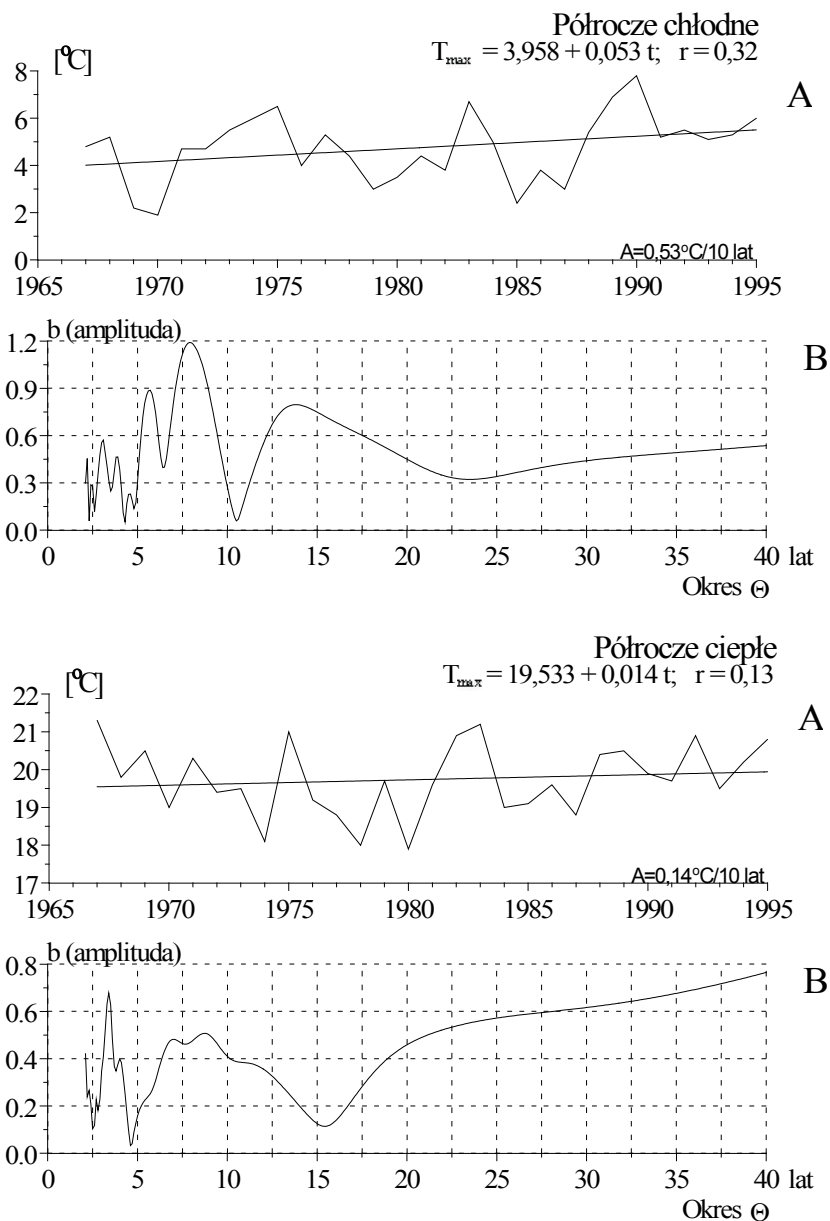 Półrocze chłodne
[°C]
T max = 3,958 + 0,053 t; r = 0,32
A
8
6
4
2
0
A=0,53°C/10 lat
1965 1970 1975 1980 1985 1990 1995
b (amplituda)
B
1.2
0.9
0.6
0.3
0.0
0 5 10 15 20 25 30 35 40 lat
Okres Θ
Półrocze ciepłe
[°C]
T max = 19,533 + 0,014 t; r = 0,13
A
22
21
20
19
18
17
A=0,14°C/10 lat
1965 1970 1975 1980 1985 1990 1995
b (amplituda)
B
0.8
0.6
0.4
0.2
0.0
0 5 10 15 20 25 30 35 40 lat
Okres Θ